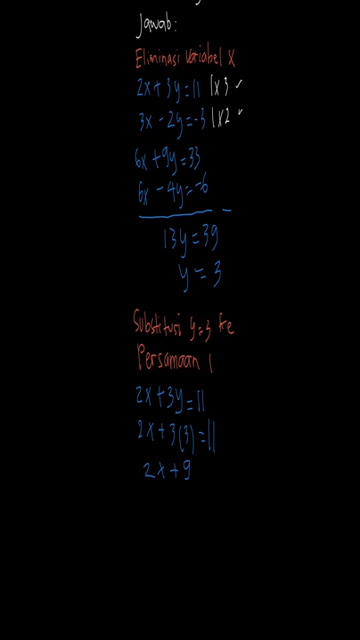 Jawab:
Eliminasi Variabel X
2x + 3y = 11 | x 3
3x - 2y = -3 | x 2
6x + 9y = 33
6x - 4y = -6
13y = 39
y = 3
Substitusi y = 3 ke
Persamaan 1
2x + 3y = 11
2x + 3(3) = 11
2x + 9